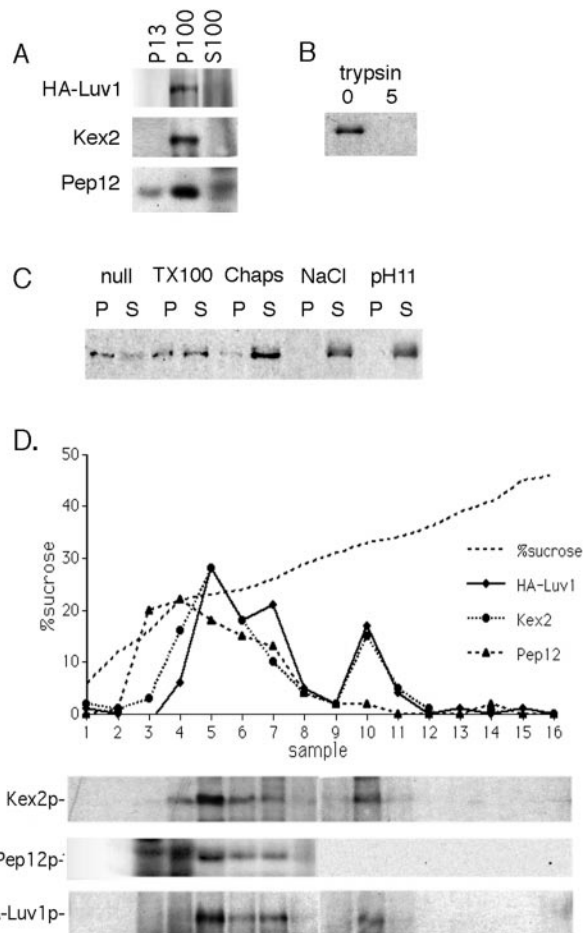 A
P13 P100 S100
HA-Luv1
Kex2
Pep12
B
trypsin
0 5
C
null TX100 Chaps NaCl pH11
P S P S P S P S P S
D.
50
40
30
20
10
0
%sucrose
%sucrose
HA-Luv1
Kex2
Pep12
1 2 3 4 5 6 7 8 9 10 11 12 13 14 15 16
sample
Kex2p-
Pep12p-
A-Luv1p-